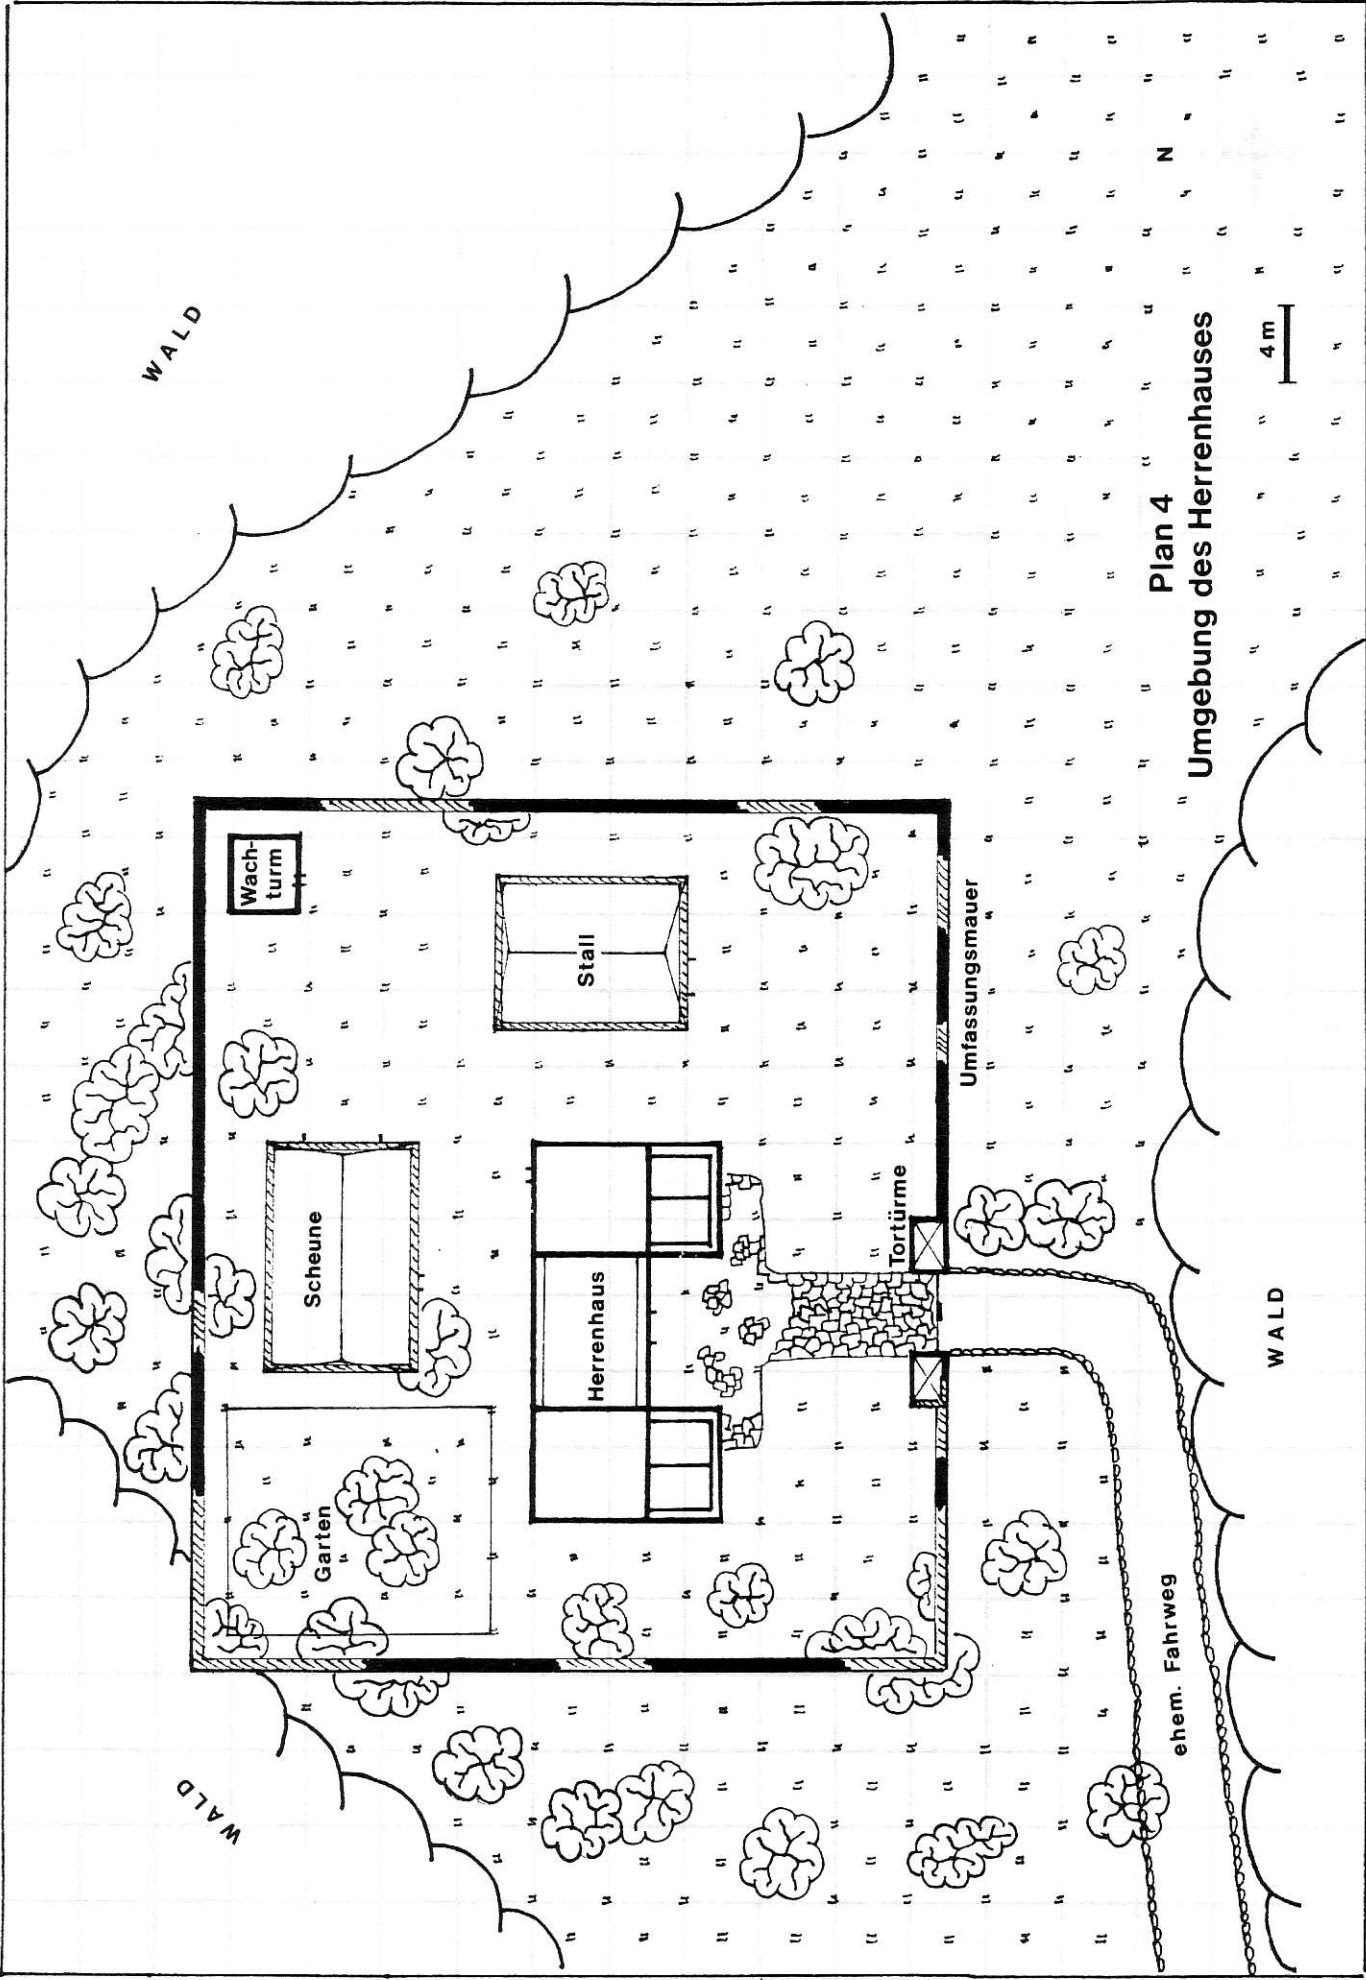 WALD
WALD
Wach-
turm
Stall
Scheune
Garten
Herrenhaus
Tortürme
Umfassungsmauer
ehem. Fahrweg
WALD
N
Plan 4
Umgebung des Herrenhauses
4 m